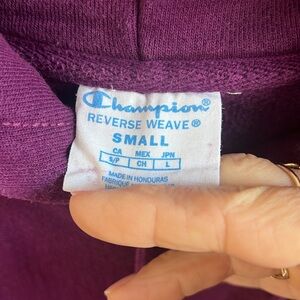 Champion®
REVERSE WEAVE®
SMALL
CA MEX JPN
S/P CH L
MADE IN HONDURAS